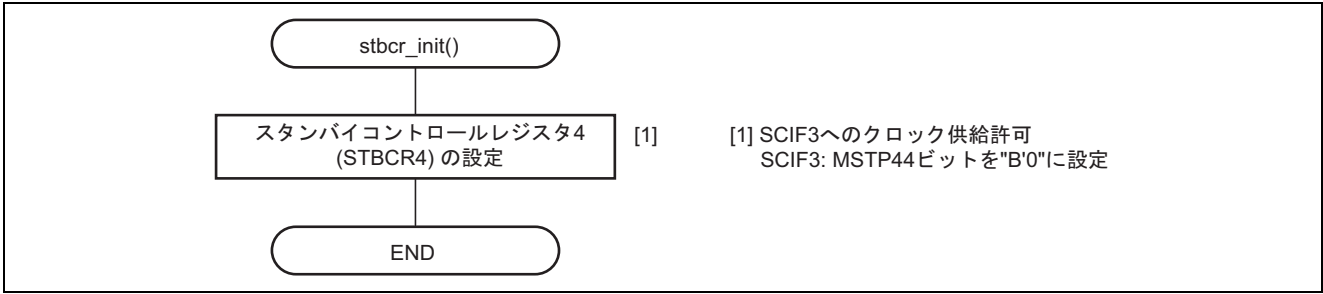 stbcr_init()
スタンバイコントロールレジスタ4
(STBCR4) の設定
[1]
[1] SCIF3へのクロック供給許可
SCIF3: MSTP44ビットを"B'0"に設定
END